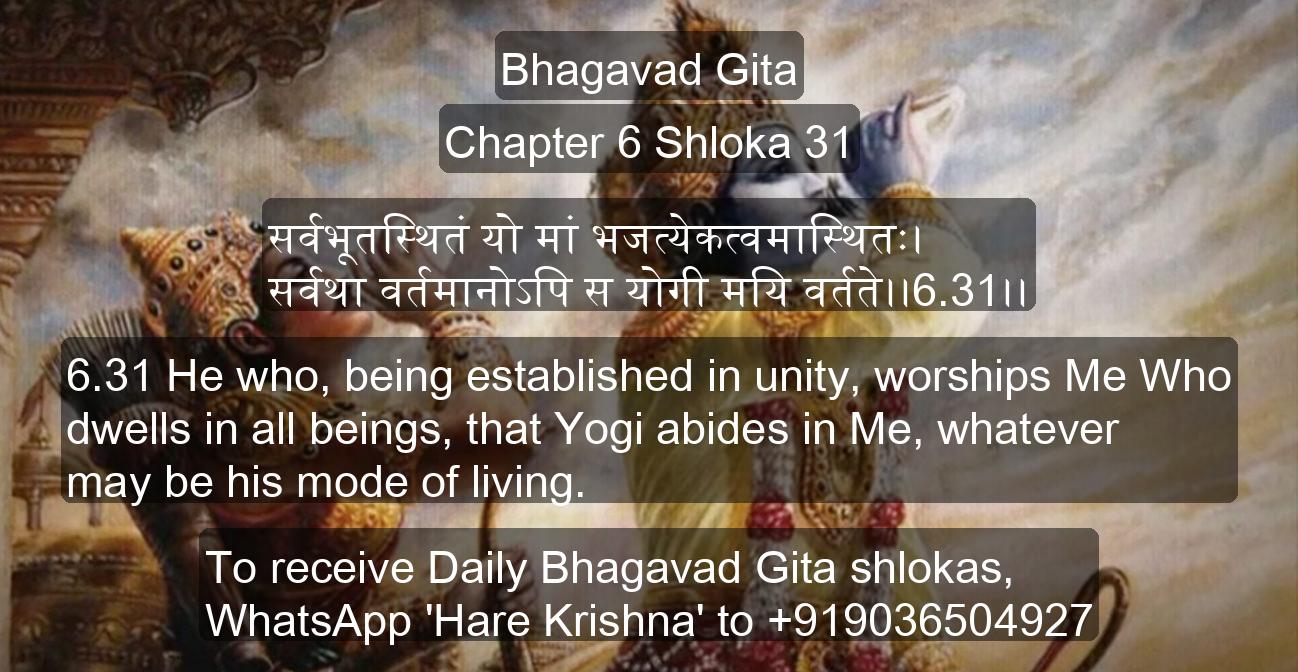 Bhagavad Gita
Chapter 6 Shloka 31
सर्वभूतस्थितं यो मां भजत्येकत्वमास्थितः।
सर्वथा वर्तमानोऽपि स योगी मयि वर्तते।।6.31।।
6.31 He who, being established in unity, worships Me Who
dwells in all beings, that Yogi abides in Me, whatever
may be his mode of living.
To receive Daily Bhagavad Gita shlokas,
WhatsApp 'Hare Krishna' to +919036504927